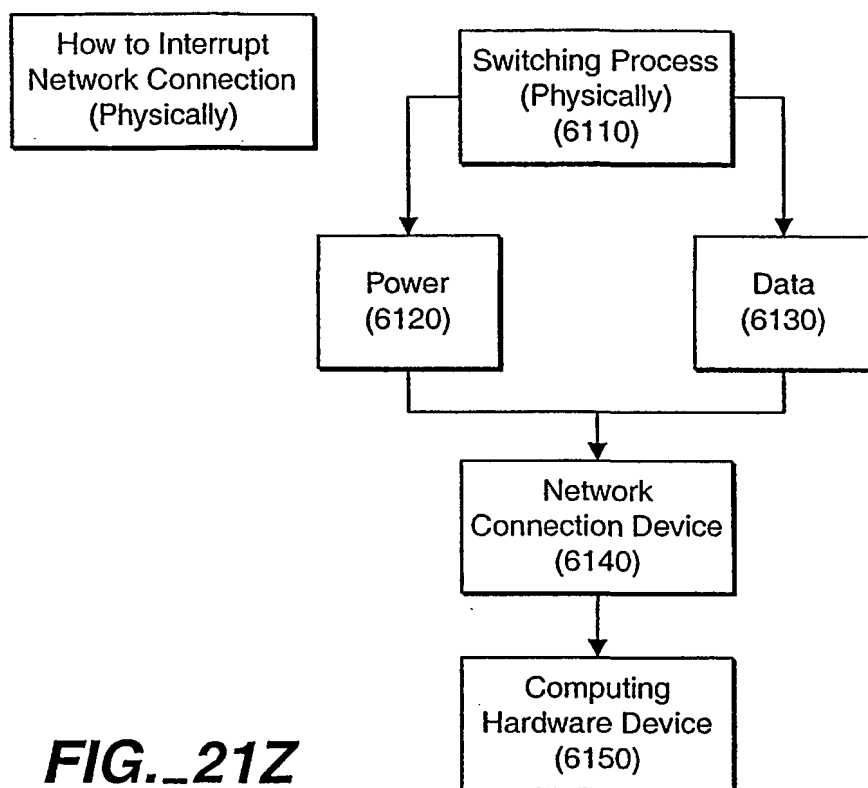 How to Interrupt
Network Connection
(Physically)
Switching Process
(Physically)
(6110)
Power
(6120)
Data
(6130)
Network
Connection Device
(6140)
Computing
Hardware Device
(6150)
FIG._21Z